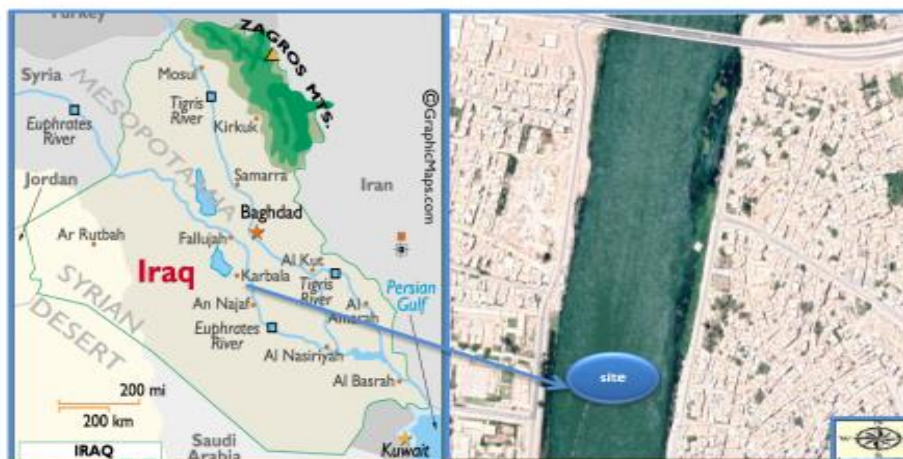 Turkey
ZAGROS MTS.
Mosul
Syria
MESOPOTAMIA
Tigris
River
Kirkuk
Euphrates
River
©GraphicMaps.com
Samarra
Iran
Jordan
Baghdad
Ar Rutbah
Fallujah
Al Kut
Iraq
Karbala
Tigris
River
Persian
Gulf
SYRIAN
DESERT
An Najaf
Al
Amarah
Euphrates
River
Al Nasiriyah
Al Basrah
200 mi
200 km
Saudi
Arabia
Kuwait
IRAQ
site